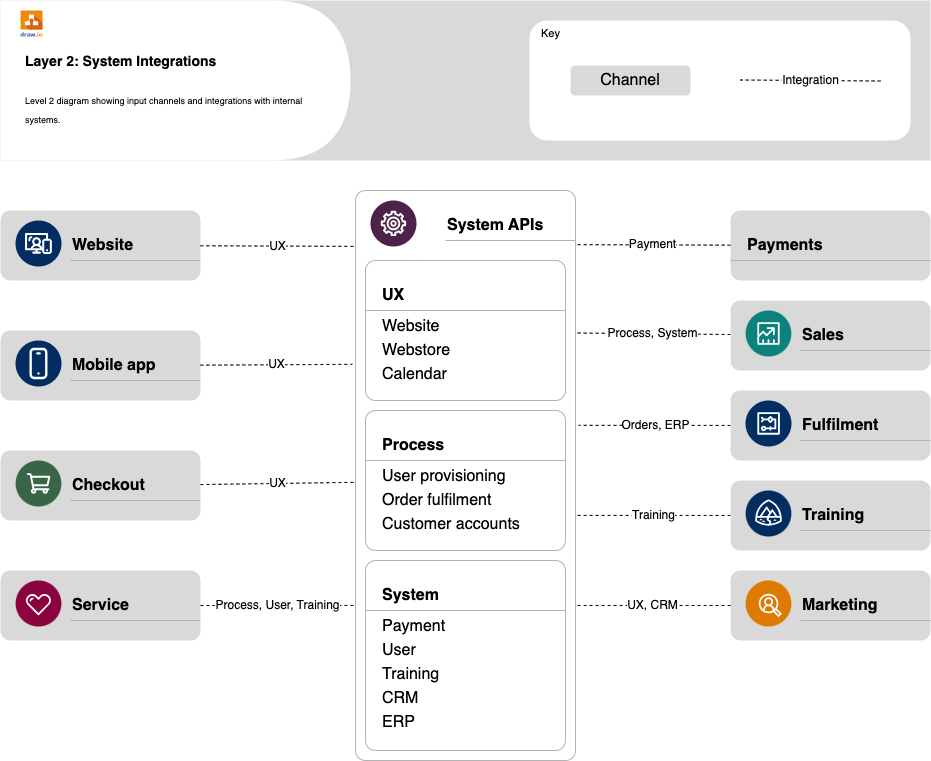 draw.io
Layer 2: System Integrations
Level 2 diagram showing input channels and integrations with internal
systems.
Key
Channel
Integration
Website
UX
Mobile app
UX
Checkout
UX
Service
Process, User, Training
System APIs
UX
Website
Webstore
Calendar
Process
User provisioning
Order fulfilment
Customer accounts
System
Payment
User
Training
CRM
ERP
Payment
Payments
Process, System
Sales
Orders, ERP
Fulfilment
Training
Training
UX, CRM
Marketing